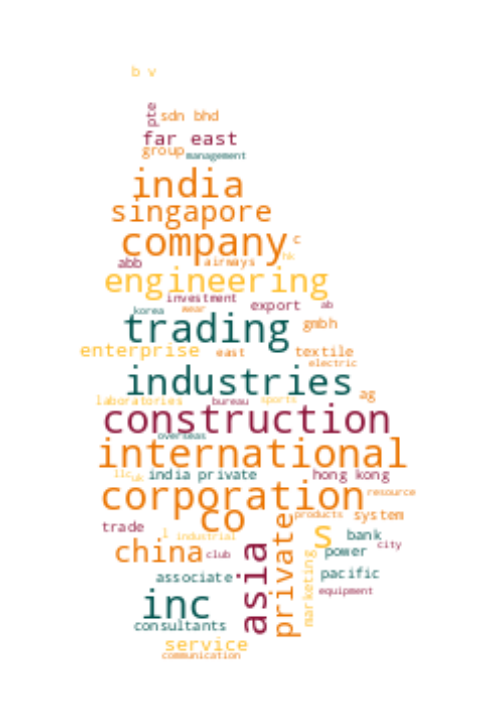 b v
pte
sdn bhd
far east
group
management
india
singapore
company
c
hk
abb
airways
engineering
investment
korea
wear
export
ab
trading
gmbh
enterprise
east
textile
electric
industries
ag
laboratories
bureau
sports
construction
overseas
international
llc
uk
india private
hong kong
corporation
resource
co
products
system
trade
s
l
industrial
bank
city
china
club
asia
private
marketing
power
associate
pacific
equipment
inc
consultants
service
communication